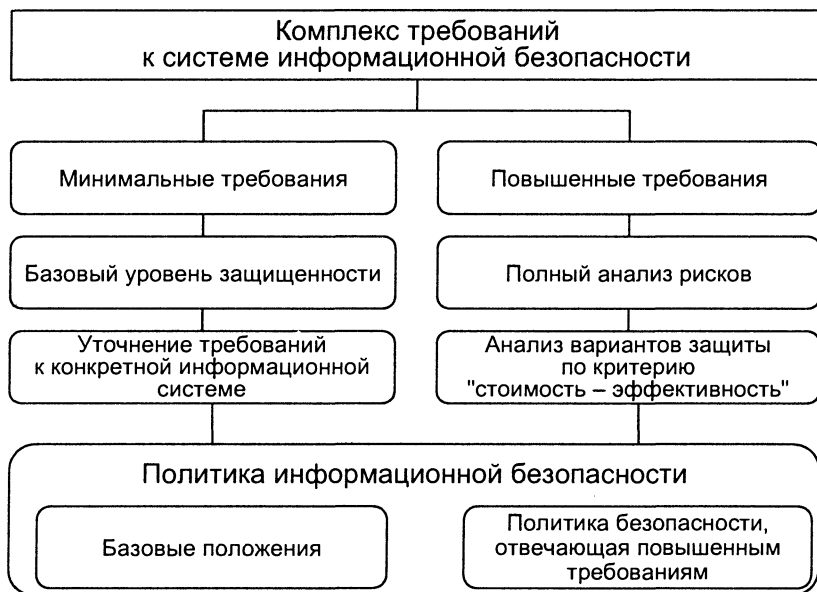 Комплекс требований
к системе информационной безопасности
Минимальные требования
Повышенные требования
Базовый уровень защищенности
Полный анализ рисков
Уточнение требований
к конкретной информационной
системе
Анализ вариантов защиты
по критерию
"стоимость – эффективность"
Политика информационной безопасности
Базовые положения
Политика безопасности,
отвечающая повышенным
требованиям